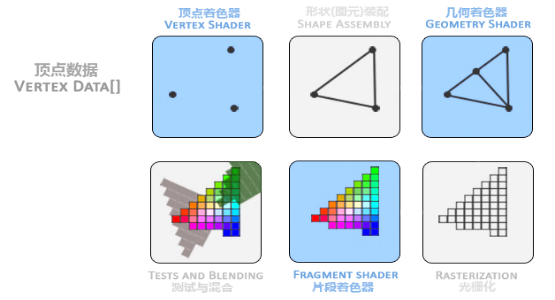 顶点着色器
VERTEX SHADER
形状(图元)装配
SHAPE ASSEMBLY
几何着色器
GEOMETRY SHADER
顶点数据
VERTEX DATA[]
TESTS AND BLENDING
测试与混合
FRAGMENT SHADER
片段着色器
RASTERIZATION
光栅化